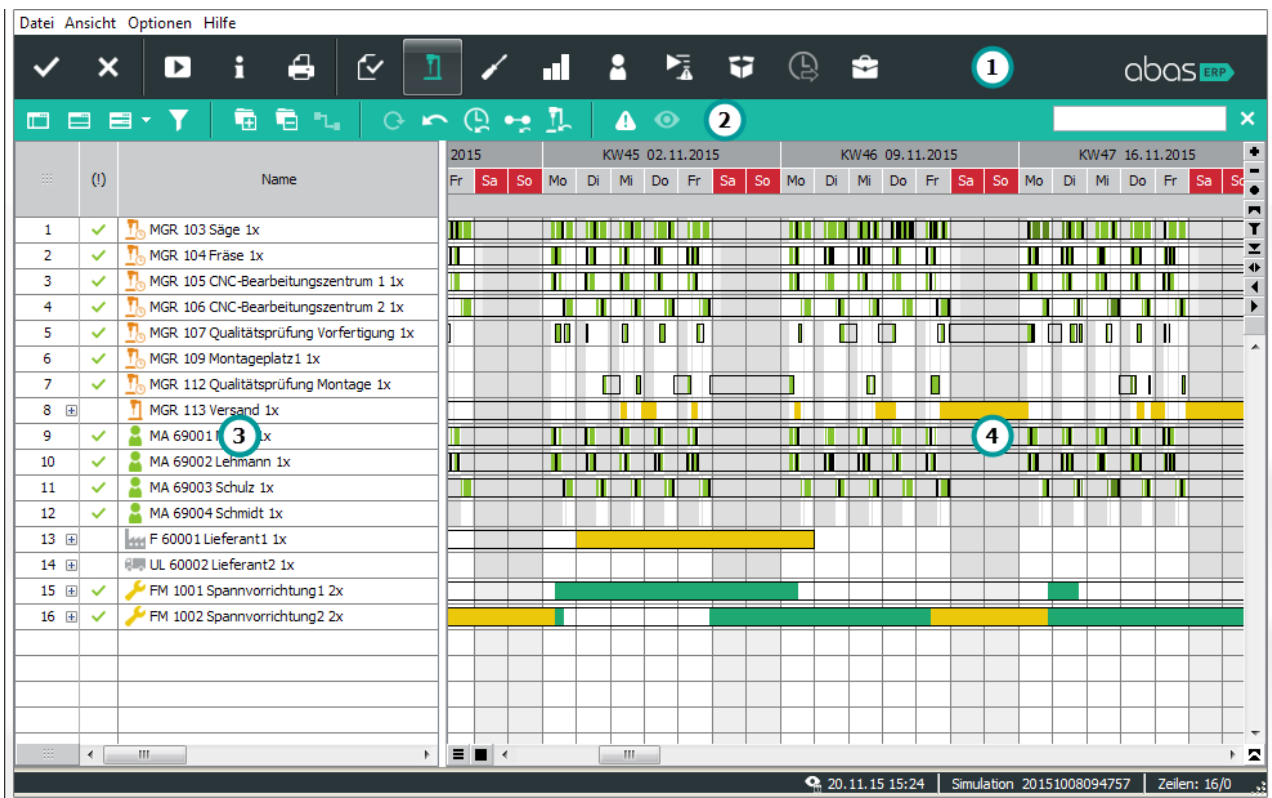 Datei Ansicht Optionen Hilfe
1
abas ERP
2
2015 KW45 02.11.2015 KW46 09.11.2015 KW47 16.11.2015
(!) Name
Fr Sa So Mo Di Mi Do Fr Sa So Mo Di Mi Do Fr Sa So Mo Di Mi Do Fr Sa So
1 MGR 103 Säge 1x
2 MGR 104 Fräse 1x
3 MGR 105 CNC-Bearbeitungszentrum 1 1x
4 MGR 106 CNC-Bearbeitungszentrum 2 1x
5 MGR 107 Qualitätsprüfung Vorfertigung 1x
6 MGR 109 Montageplatz1 1x
7 MGR 112 Qualitätsprüfung Montage 1x
8 MGR 113 Versand 1x
9 MA 69001 1x
3
4
10 MA 69002 Lehmann 1x
11 MA 69003 Schulz 1x
12 MA 69004 Schmidt 1x
13 F 60001 Lieferant1 1x
14 UL 60002 Lieferant2 1x
15 FM 1001 Spannvorrichtung1 2x
16 FM 1002 Spannvorrichtung2 2x
20.11.15 15:24 Simulation 20151008094757 Zeilen: 16/0